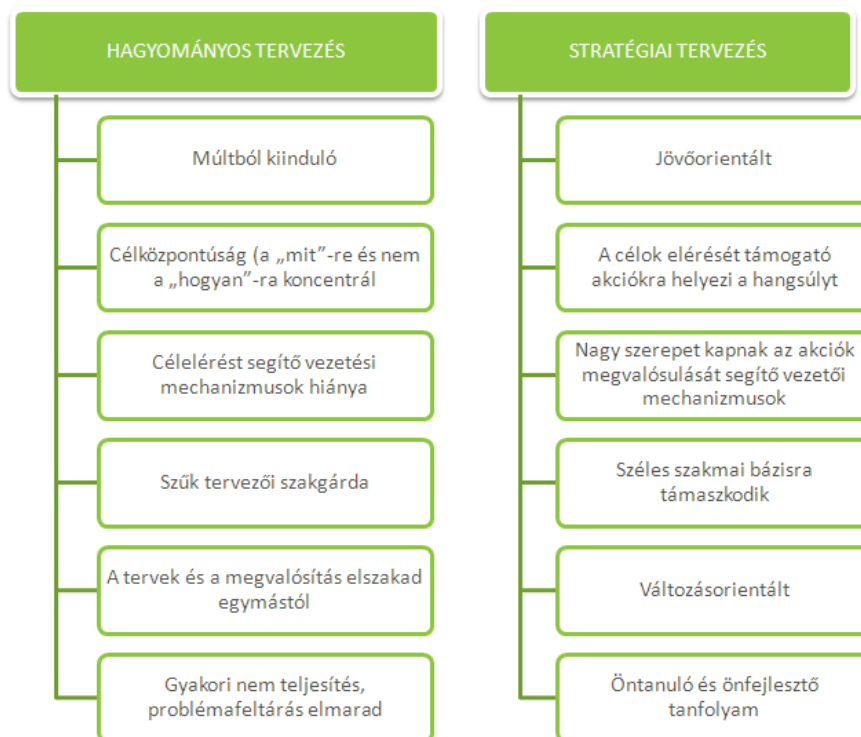 HAGYOMÁNYOS TERVEZÉS
Múltból kiinduló
Célközpontúság (a „mit”-re és nem
a „hogyan”-ra koncentrál
Célelérést segítő vezetési
mechanizmusok hiánya
Szűk tervezői szakgárda
A tervek és a megvalósítás elszakad
egymástól
Gyakori nem teljesítés,
problémafeltárás elmarad
STRATÉGIAI TERVEZÉS
Jövőorientált
A célok elérését támogató
akciókra helyezi a hangsúlyt
Nagy szerepet kapnak az akciók
megvalósulását segítő vezetői
mechanizmusok
Széles szakmai bázisra
támaszkodik
Változásorientált
Öntanuló és önfejlesztő
tanfolyam